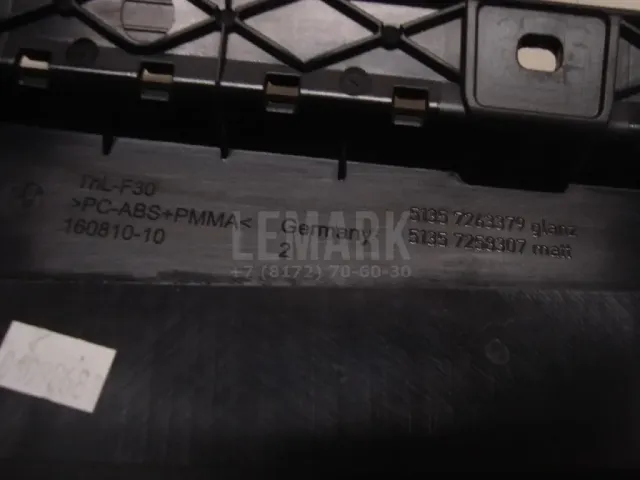 ThL-F30
>PC-ABS+PMMA<
160810-10
Germany
2
5135 7263379 glanz
5135 7259307 matt
LEMARK
+7 (8172) 70-60-30